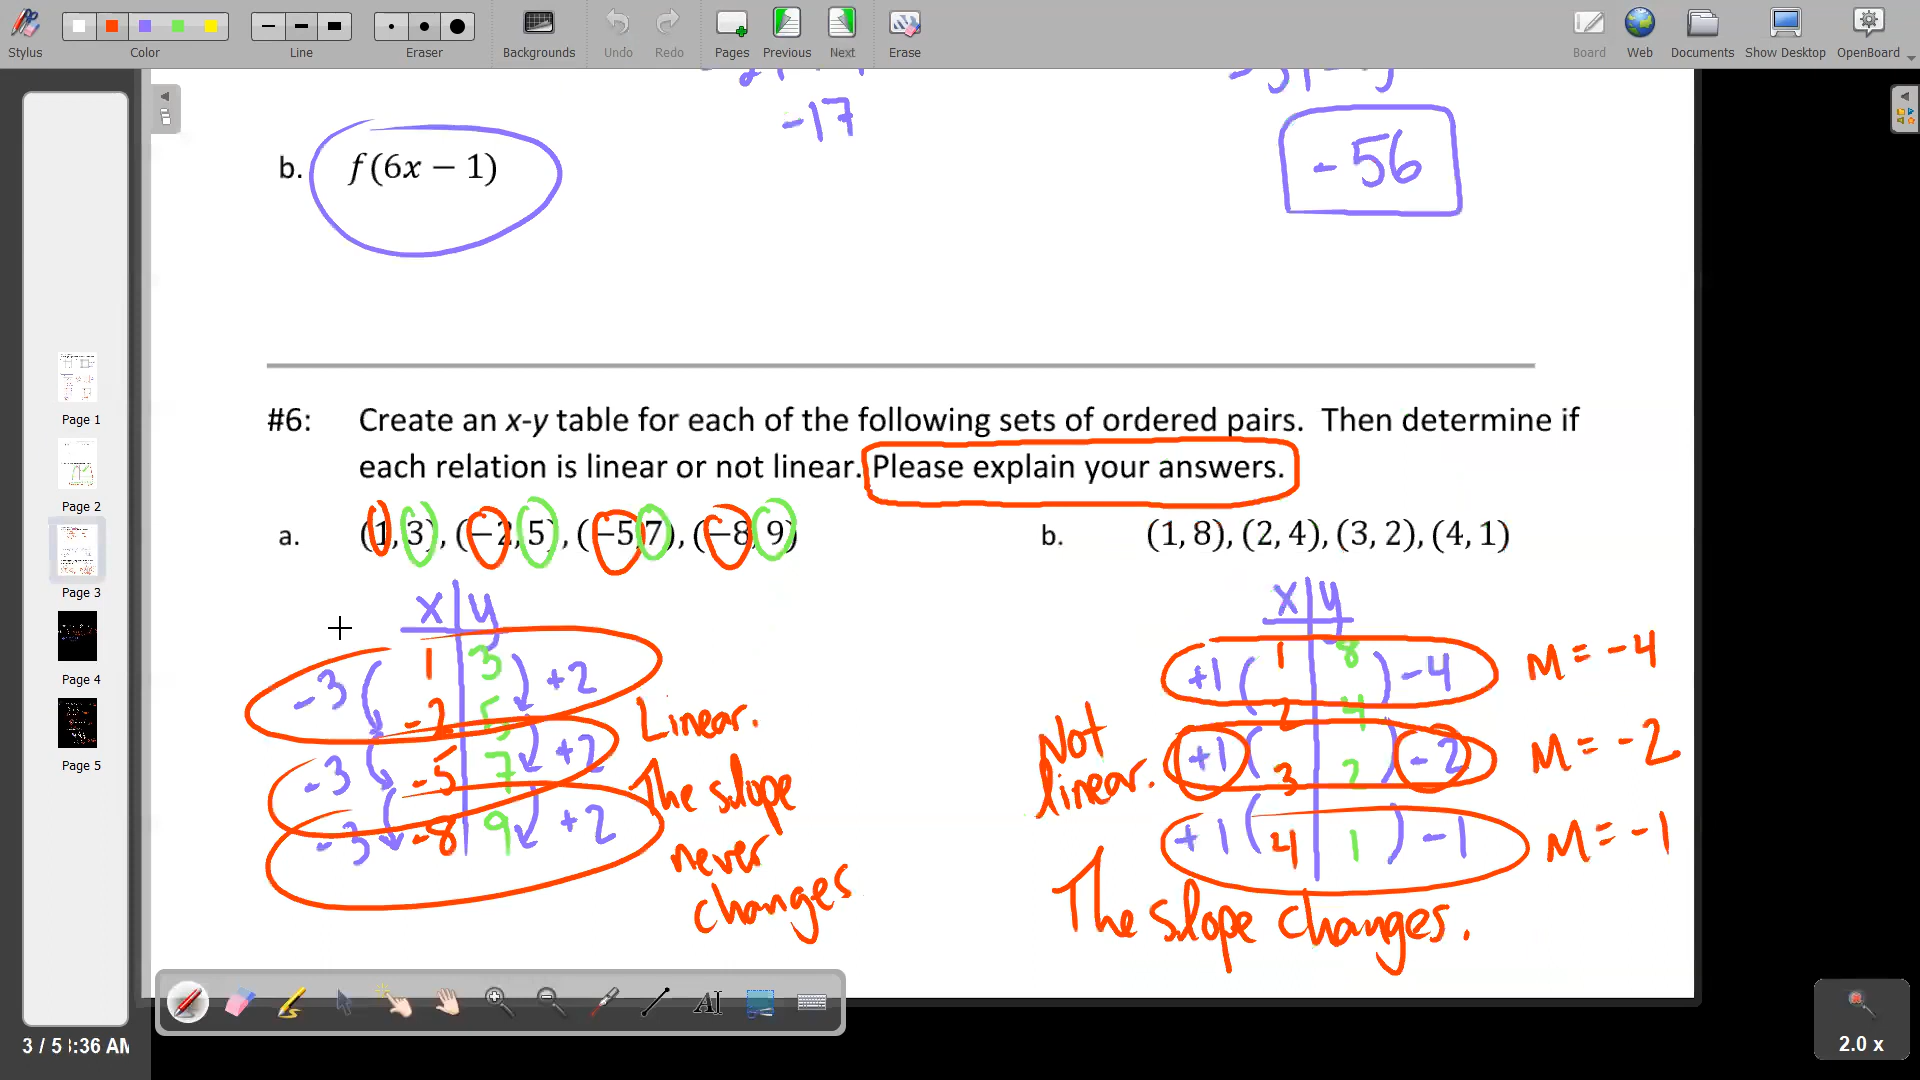 Stylus
Color
Line
Eraser
Backgrounds
Undo
Redo
Pages
Previous
Next
Erase
Board
Web
Documents
Show Desktop
OpenBoard
-17
-56
b. f(6x − 1)
#6: Create an x-y table for each of the following sets of ordered pairs. Then determine if
each relation is linear or not linear. Please explain your answers.
a. (1, 3), (−2, 5), (−5, 7), (−8, 9)
b. (1, 8), (2, 4), (3, 2), (4, 1)
x y
-3 1 3 +2
-2 5
-3 -5 7 +2
-3 -8 9 +2
Linear.
The slope
never
changes
x y
+1 1 8 -4 M = -4
2 4
+1 3 2 -2 M = -2
+1 4 1 -1 M = -1
Not
linear.
The slope changes.
Page 1
Page 2
Page 3
Page 4
Page 5
3 / 5
:36 AM
2.0 x